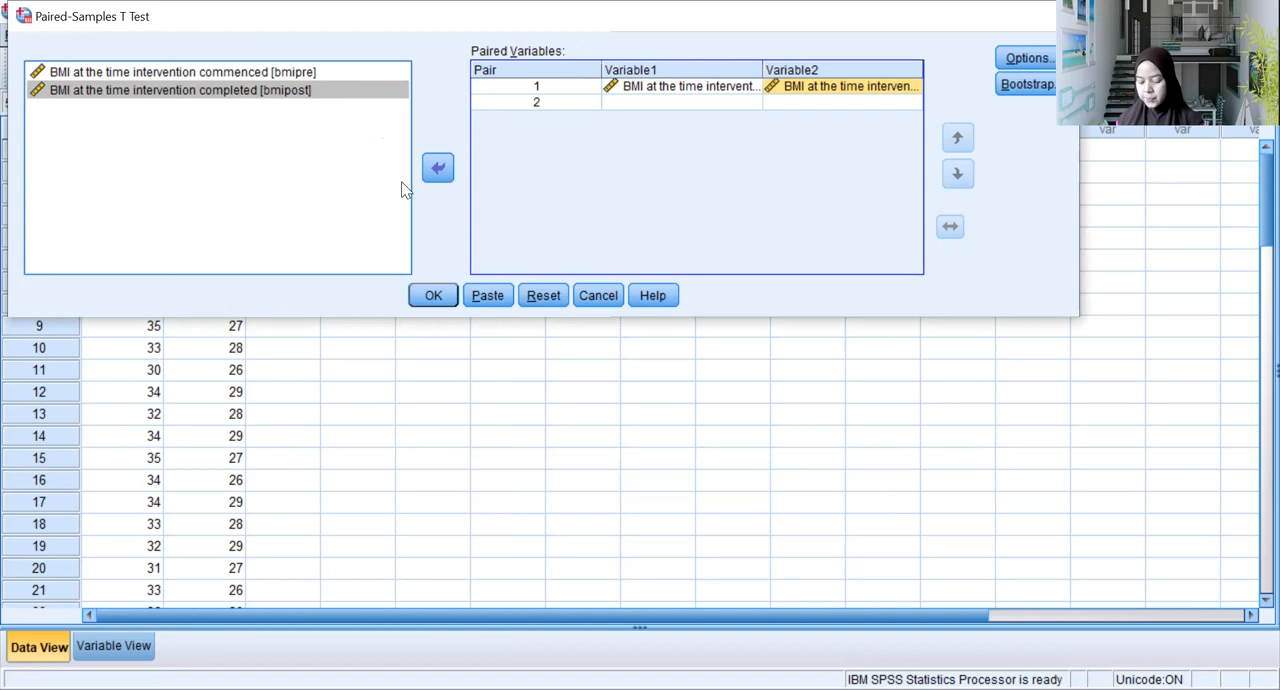 Paired-Samples T Test
Paired Variables:
BMI at the time intervention commenced [bmipre]
BMI at the time intervention completed [bmipost]
Pair Variable1 Variable2
1 BMI at the time intervent... BMI at the time interven...
2
Options...
Bootstrap
OK Paste Reset Cancel Help
var var va
9 35 27
10 33 28
11 30 26
12 34 29
13 32 28
14 34 29
15 35 27
16 34 26
17 34 29
18 33 28
19 32 29
20 31 27
21 33 26
Data View Variable View
IBM SPSS Statistics Processor is ready Unicode:ON